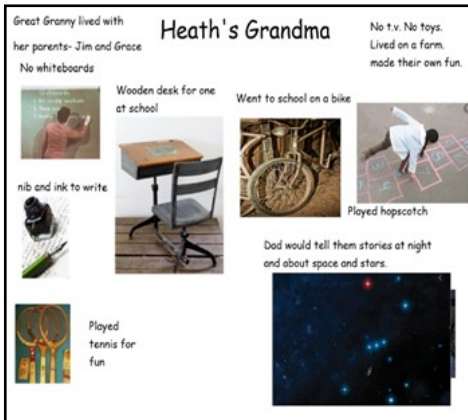 Great Granny lived with
her parents- Jim and Grace
Heath's Grandma
No t.v. No toys.
Lived on a farm.
made their own fun.
No whiteboards
Wooden desk for one
at school
Went to school on a bike
nib and ink to write
Played hopscotch
Dad would tell them stories at night
and about space and stars.
Played
tennis for
fun